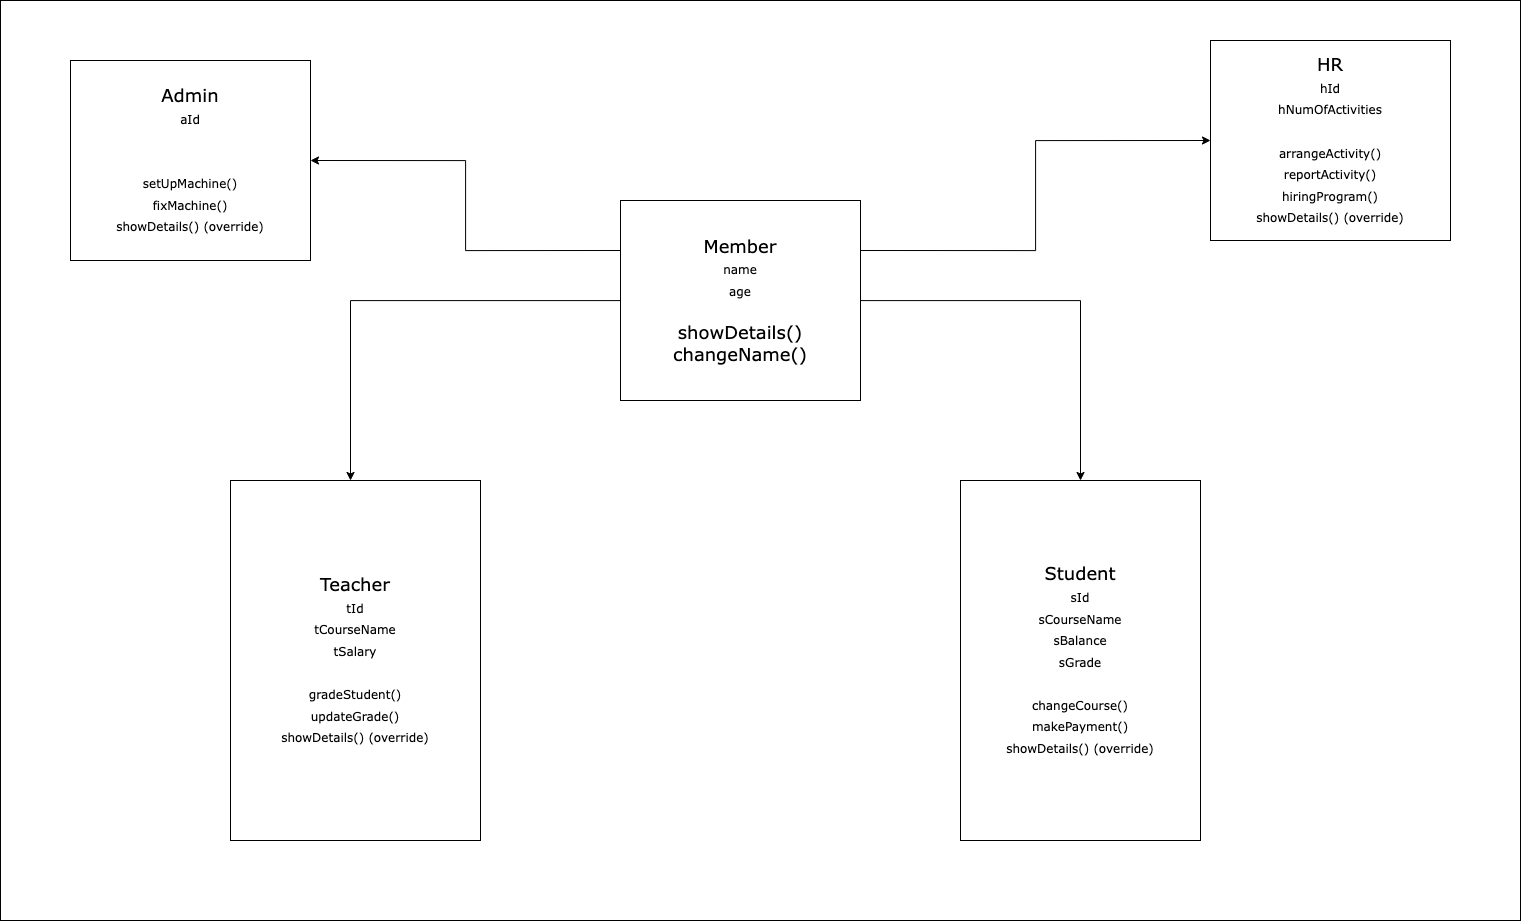 Admin
aId
setUpMachine()
fixMachine()
showDetails() (override)
HR
hId
hNumOfActivities
arrangeActivity()
reportActivity()
hiringProgram()
showDetails() (override)
Member
name
age
showDetails()
changeName()
Teacher
tId
tCourseName
tSalary
gradeStudent()
updateGrade()
showDetails() (override)
Student
sId
sCourseName
sBalance
sGrade
changeCourse()
makePayment()
showDetails() (override)